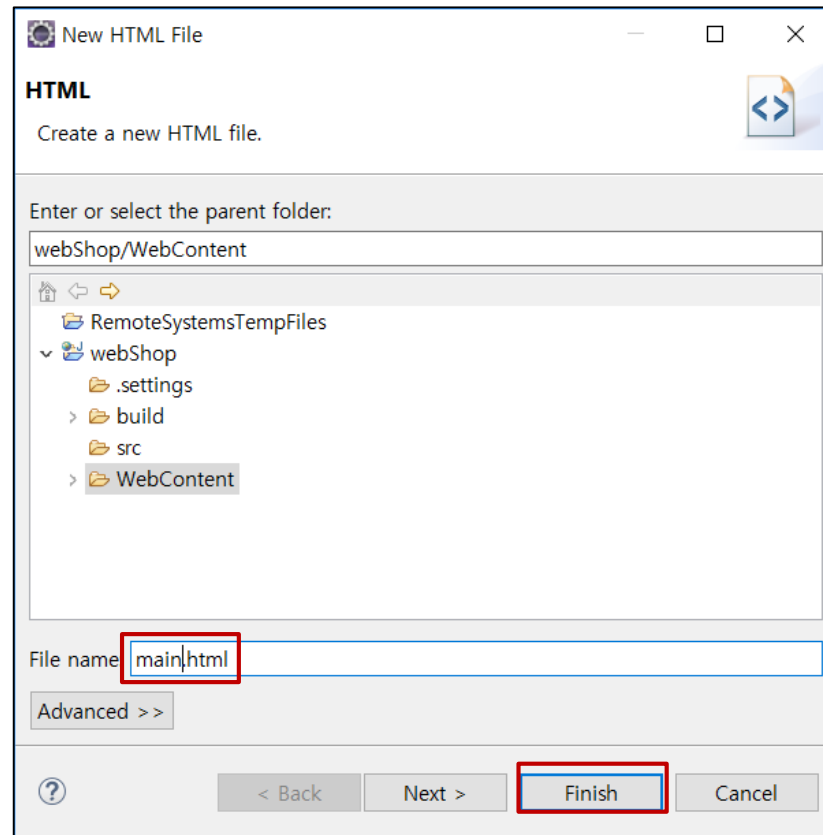 New HTML File
HTML
Create a new HTML file.
Enter or select the parent folder:
webShop/WebContent
RemoteSystemsTempFiles
webShop
.settings
build
src
WebContent
File name: main.html
Advanced >>
< Back Next > Finish Cancel